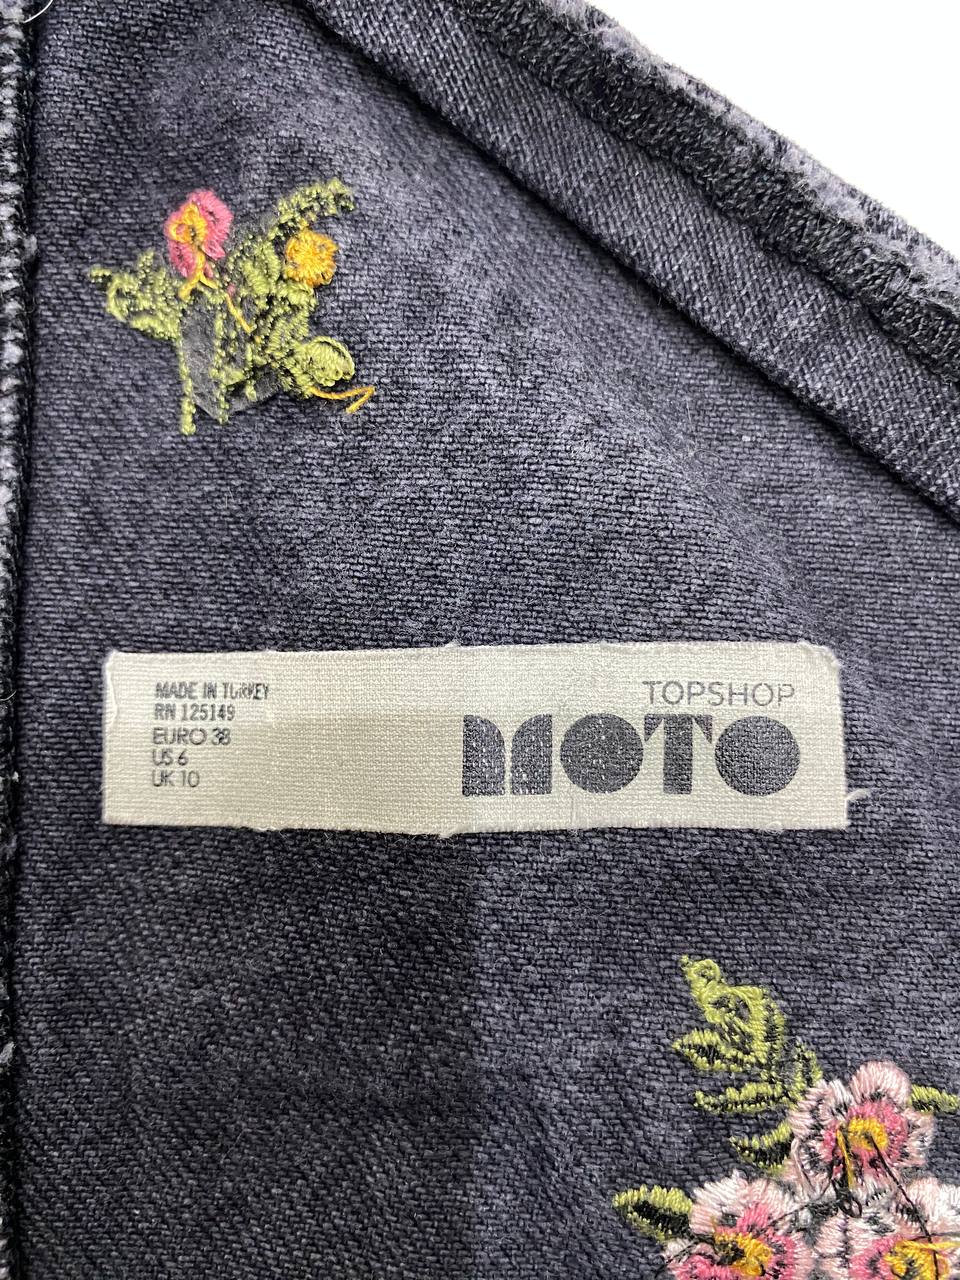 MADE IN TURKEY
RN 125149
EURO 38
US 6
UK 10
TOPSHOP
MOTO